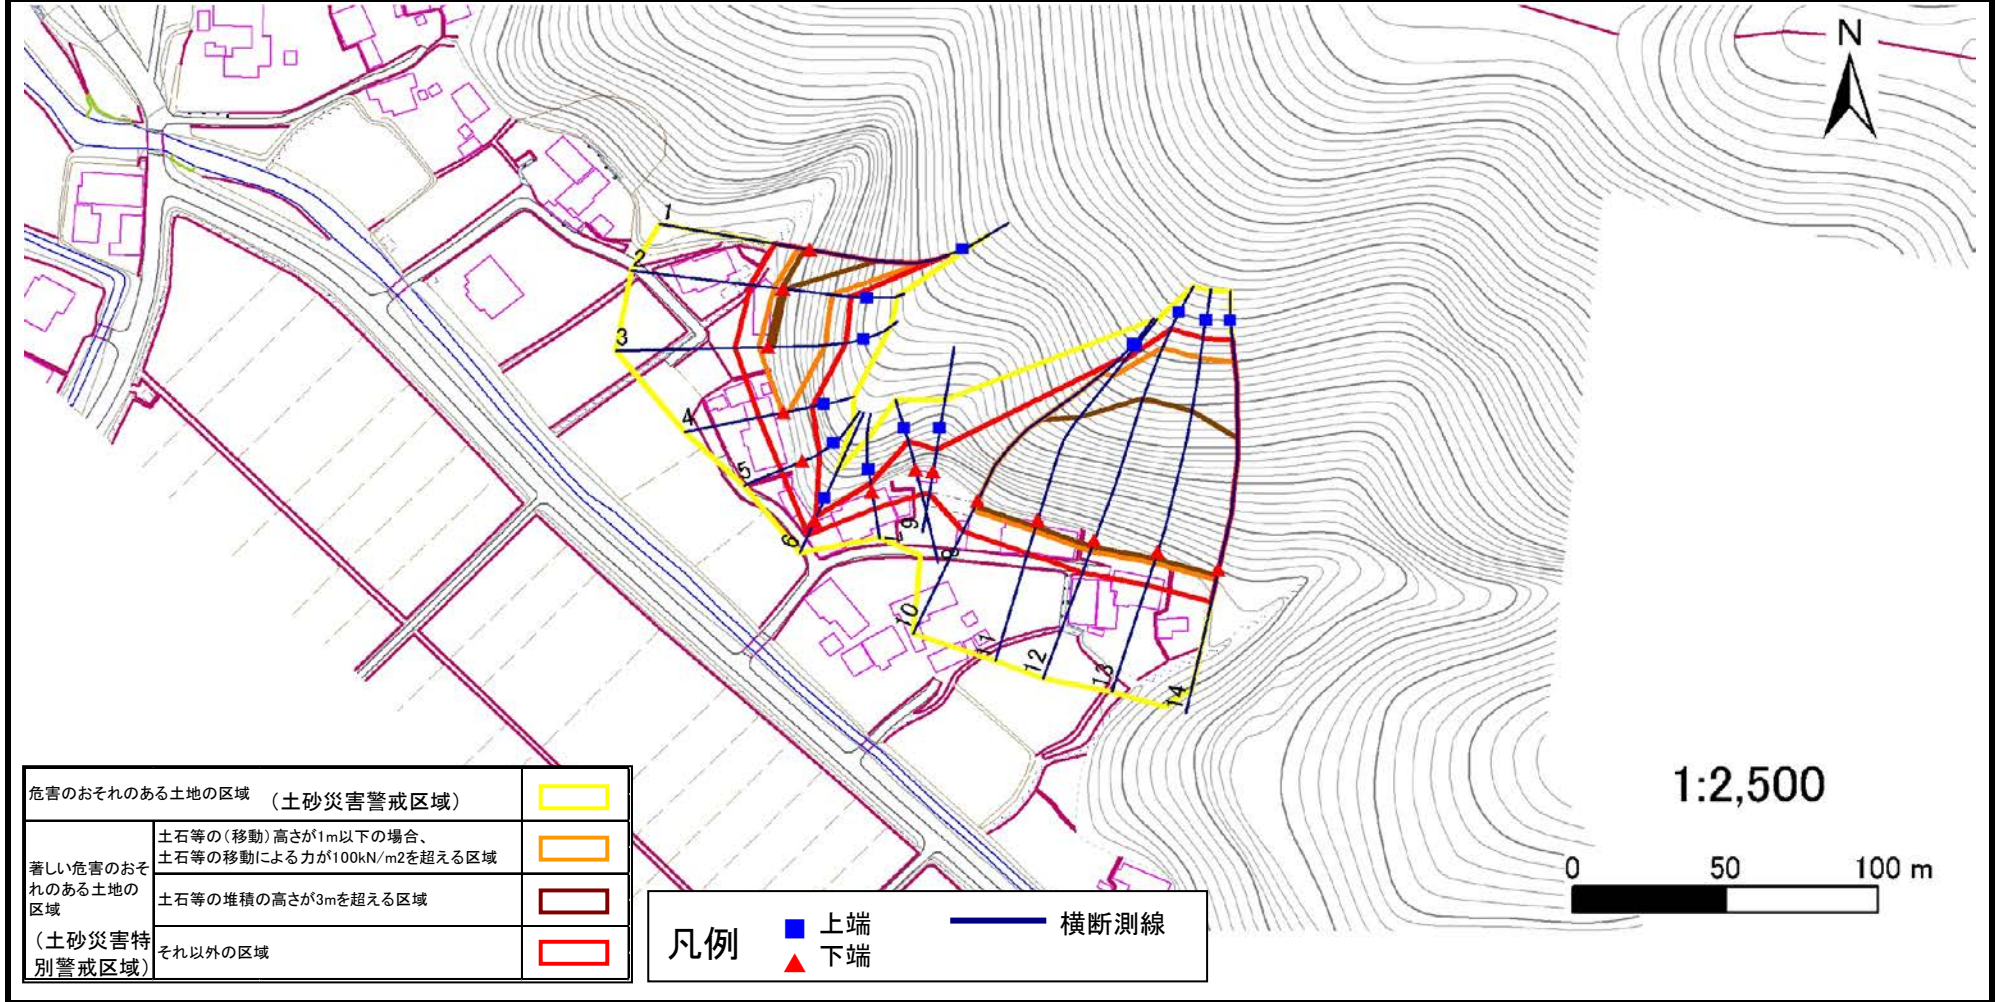 N
1
2
3
4
5
6
7
9
8
10
11
12
13
14
1:2,500
0 50 100 m
危害のおそれのある土地の区域 (土砂災害警戒区域)
著しい危害のおそ
れのある土地の
区域
(土砂災害特
別警戒区域)
土石等の(移動)高さが1m以下の場合、
土石等の移動による力が100kN/m2を超える区域
土石等の堆積の高さが3mを超える区域
それ以外の区域
凡例
上端
下端
横断測線